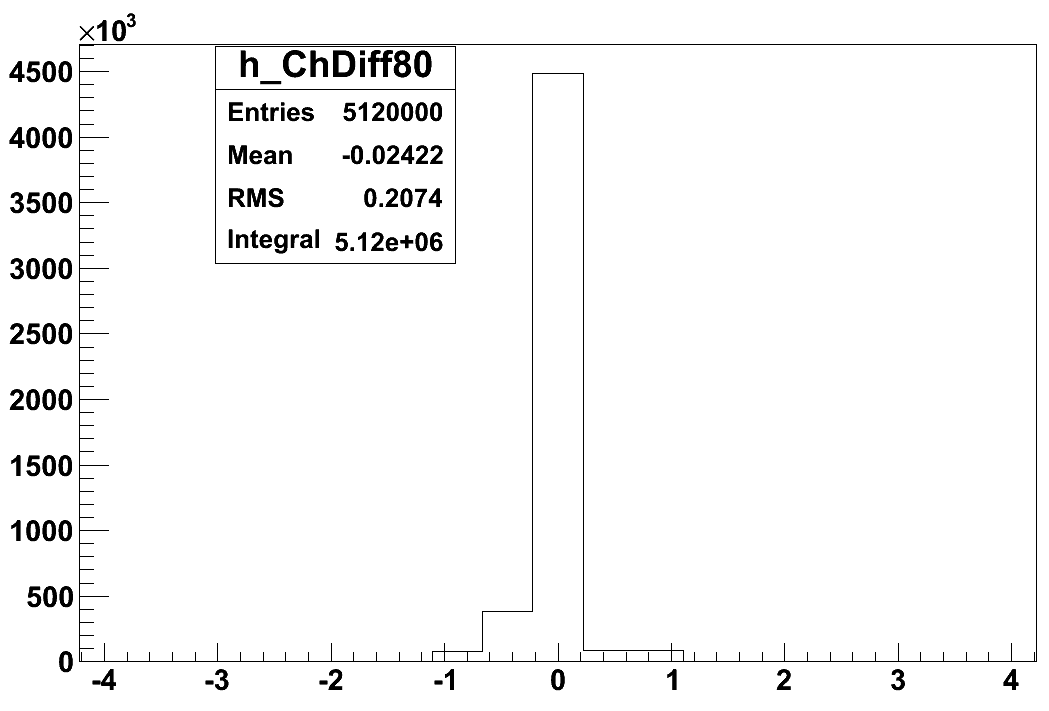 ×10³
4500
4000
3500
3000
2500
2000
1500
1000
500
0
h_ChDiff80
Entries 5120000
Mean -0.02422
RMS 0.2074
Integral 5.12e+06
-4 -3 -2 -1 0 1 2 3 4